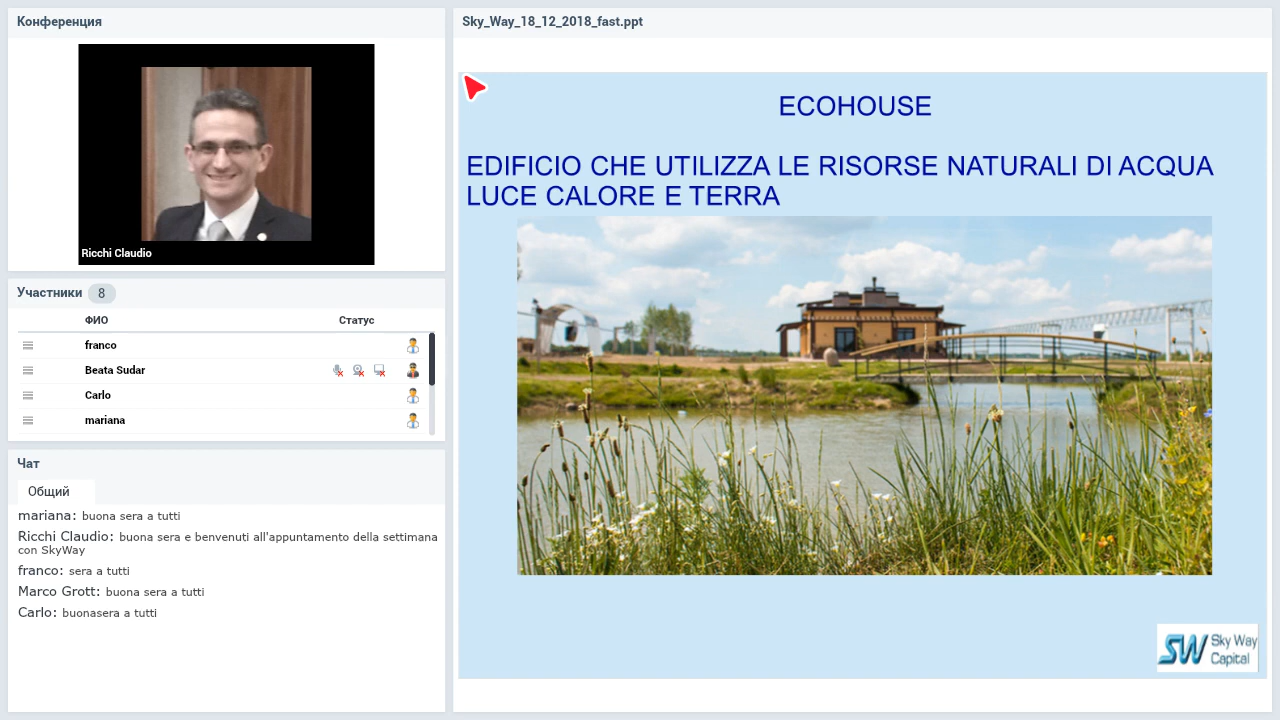 Конференция
Ricchi Claudio
Участники 8
ФИО Статус
franco
Beata Sudar
Carlo
mariana
Чат
Общий
mariana: buona sera a tutti
Ricchi Claudio: buona sera e benvenuti all'appuntamento della settimana
con SkyWay
franco: sera a tutti
Marco Grott: buona sera a tutti
Carlo: buonasera a tutti
Sky_Way_18_12_2018_fast.ppt
ECOHOUSE
EDIFICIO CHE UTILIZZA LE RISORSE NATURALI DI ACQUA
LUCE CALORE E TERRA
SW Sky Way
Capital